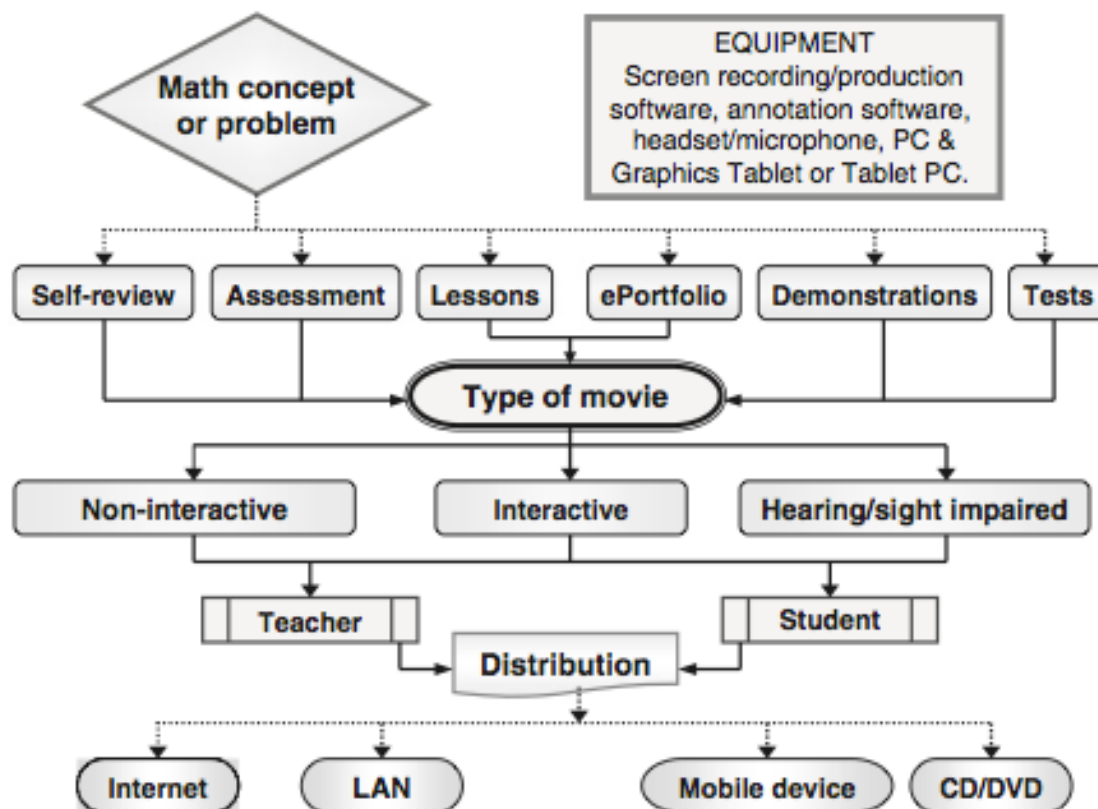 Math concept
or problem
EQUIPMENT
Screen recording/production
software, annotation software,
headset/microphone, PC &
Graphics Tablet or Tablet PC.
Self-review
Assessment
Lessons
ePortfolio
Demonstrations
Tests
Type of movie
Non-interactive
Interactive
Hearing/sight impaired
Teacher
Student
Distribution
Internet
LAN
Mobile device
CD/DVD